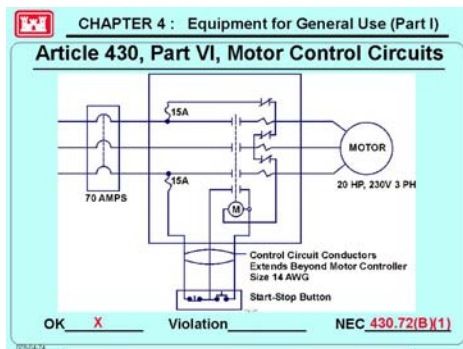 CHAPTER 4 : Equipment for General Use (Part I)
Article 430, Part VI, Motor Control Circuits
15A
MOTOR
15A
70 AMPS
20 HP, 230V 3 PH
M
Control Circuit Conductors
Extends Beyond Motor Controller
Size 14 AWG
Start-Stop Button
OK X Violation NEC 430.72(B)(1)